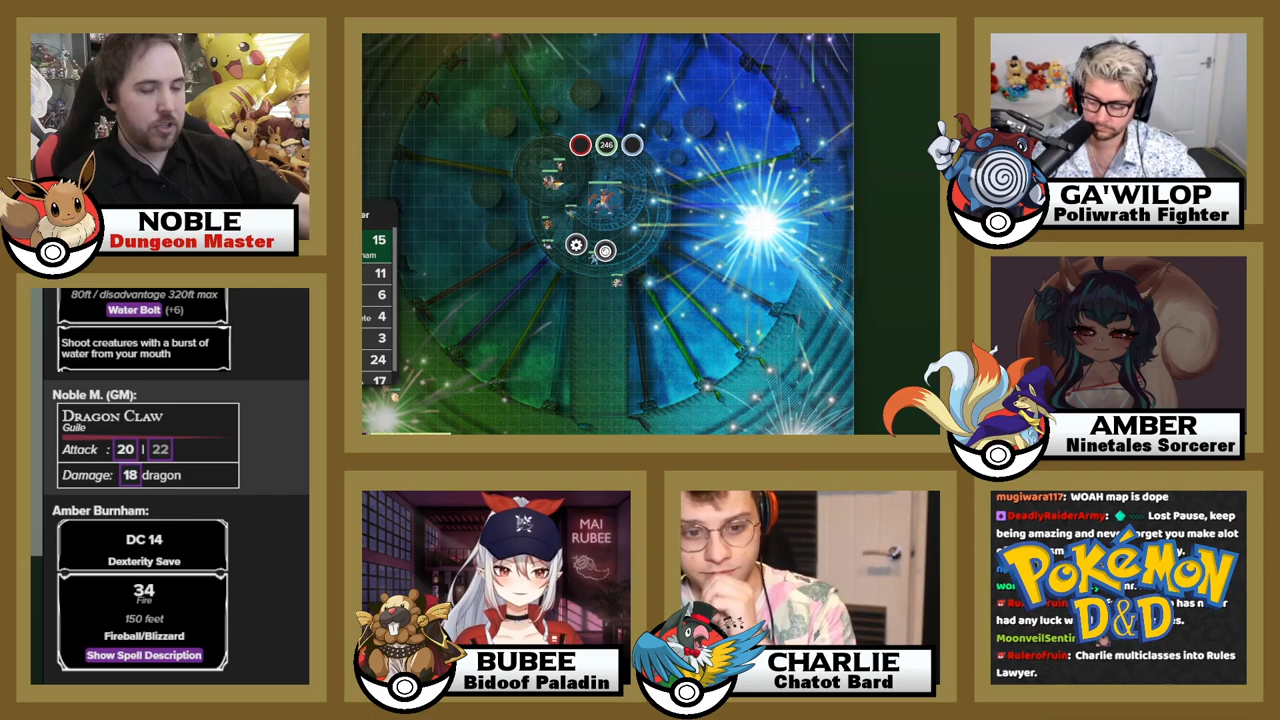 NOBLE
Dungeon Master
80ft / disadvantage 320ft max
Water Bolt (+6)
Shoot creatures with a burst of
water from your mouth
Noble M. (GM):
DRAGON CLAW
Guile
Attack : 20 | 22
Damage: 18 dragon
Amber Burnham:
DC 14
Dexterity Save
34
Fire
150 feet
Fireball/Blizzard
Show Spell Description
246
15
11
6
4
3
24
17
GA'WILOP
Poliwrath Fighter
AMBER
Ninetales Sorcerer
MAI
RUBEE
BUBEE
Bidoof Paladin
CHARLIE
Chatot Bard
mugiwara117: WOAH map is dope
DeadlyRaiderArmy: Lost Pause, keep
being amazing and never forget you make alot
POKéMON
D&D
had any luck
MoonveilSenti
Rulerofruin: Charlie multiclasses into Rules
Lawyer.